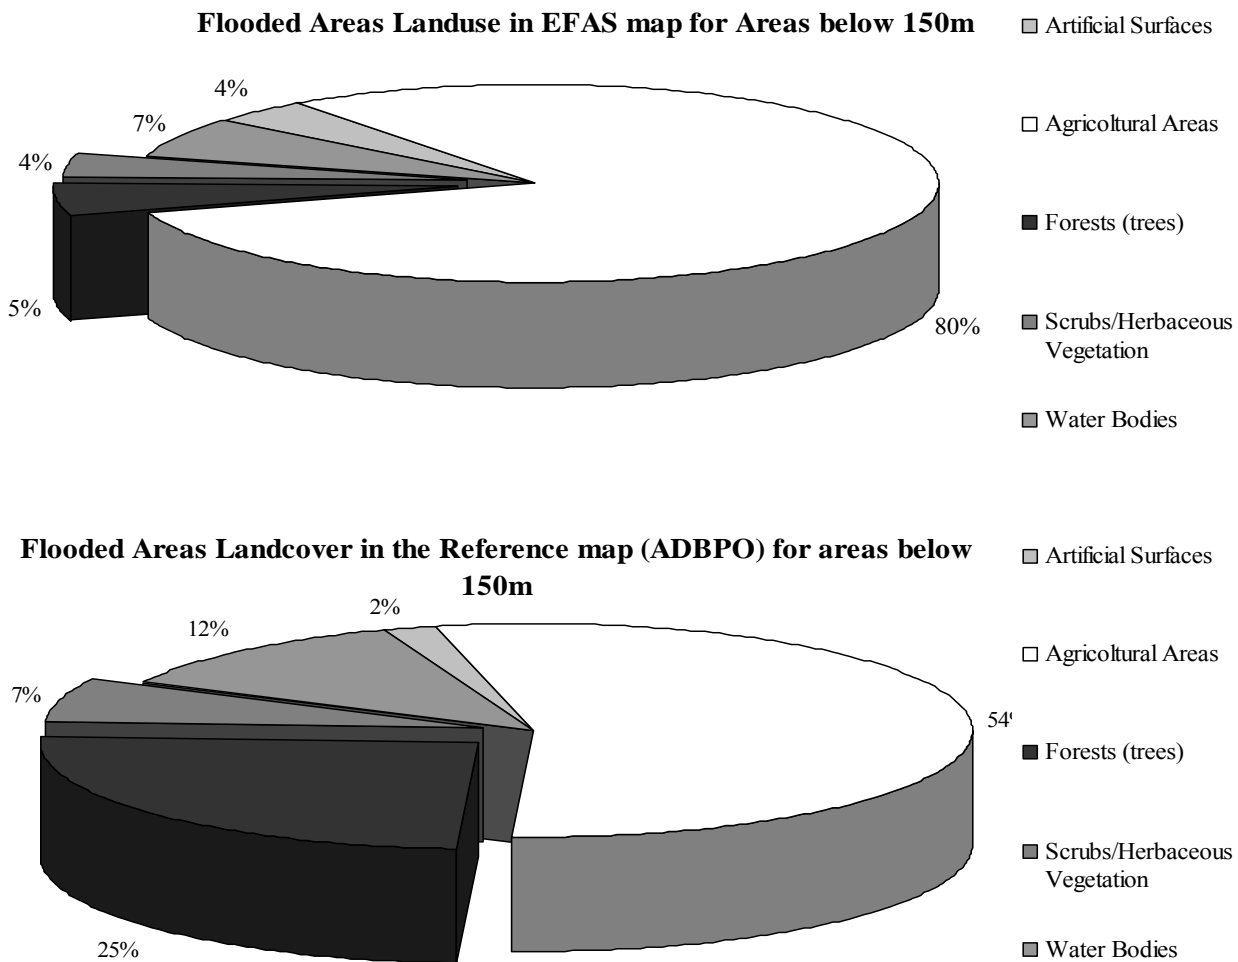 Flooded Areas Landuse in EFAS map for Areas below 150m
Artificial Surfaces
4%
7%
Agricoltural Areas
4%
Forests (trees)
5%
80%
Scrubs/Herbaceous
Vegetation
Water Bodies
Flooded Areas Landcover in the Reference map (ADBPO) for areas below
150m
Artificial Surfaces
2%
12%
Agricoltural Areas
7%
54
Forests (trees)
Scrubs/Herbaceous
Vegetation
25%
Water Bodies